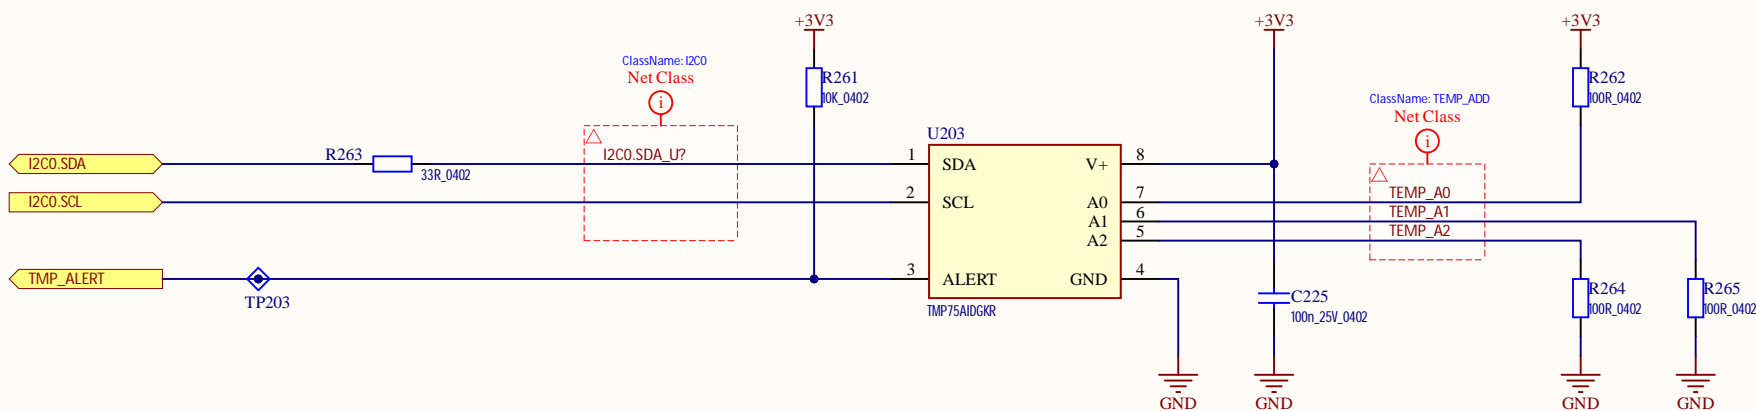 +3V3
+3V3
+3V3
ClassName: I2C0
Net Class
i
R261
10K_0402
R262
100R_0402
ClassName: TEMP_ADD
Net Class
i
U203
I2C0.SDA
R263
33R_0402
I2C0.SDA_U?
1
SDA
V+
8
I2C0.SCL
2
SCL
A0
7
TEMP_A0
A1
6
TEMP_A1
A2
5
TEMP_A2
TMP_ALERT
TP203
3
ALERT
GND
4
TMP75AIDGKR
C225
100n_25V_0402
R264
100R_0402
R265
100R_0402
GND
GND
GND
GND